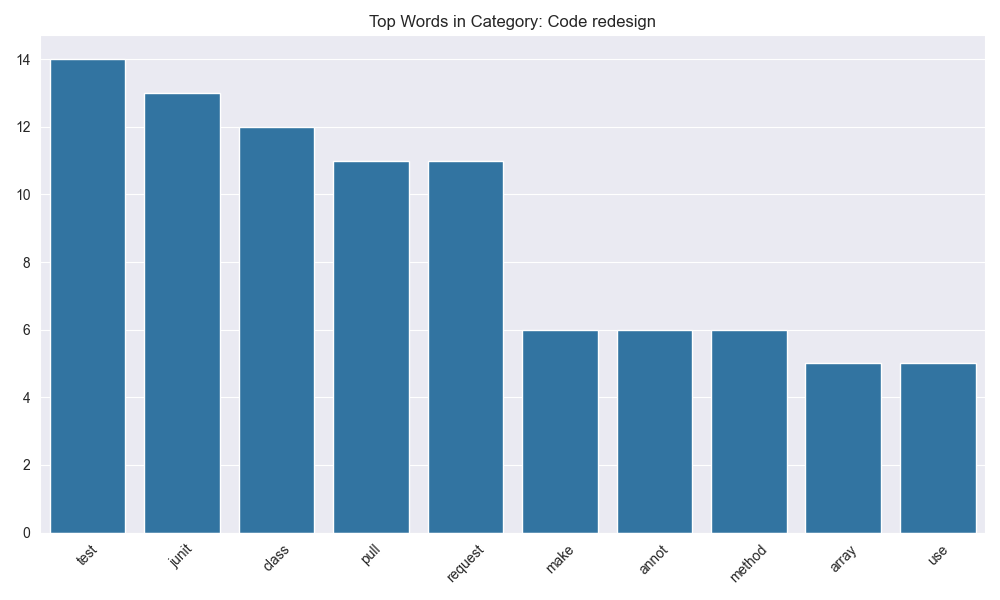 Top Words in Category: Code redesign
14
12
10
8
6
4
2
0
test
junit
class
pull
request
make
annot
method
array
use